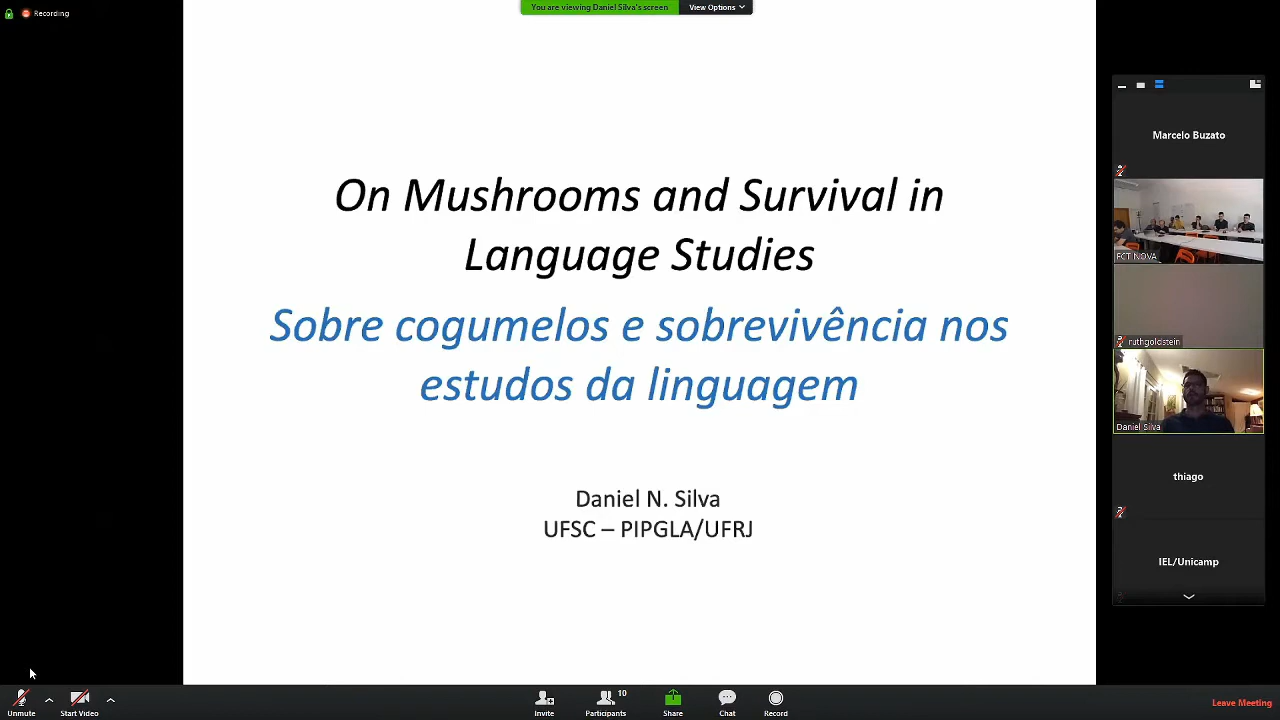 Recording
You are viewing Daniel Silva's screen
View Options
On Mushrooms and Survival in
Language Studies
Sobre cogumelos e sobrevivência nos
estudos da linguagem
Daniel N. Silva
UFSC – PIPGLA/UFRJ
Marcelo Buzato
FCT NOVA
ruthgoldstein
Daniel Silva
thiago
IEL/Unicamp
Unmute
Start Video
Invite
Participants
10
Share
Chat
Record
Leave Meeting